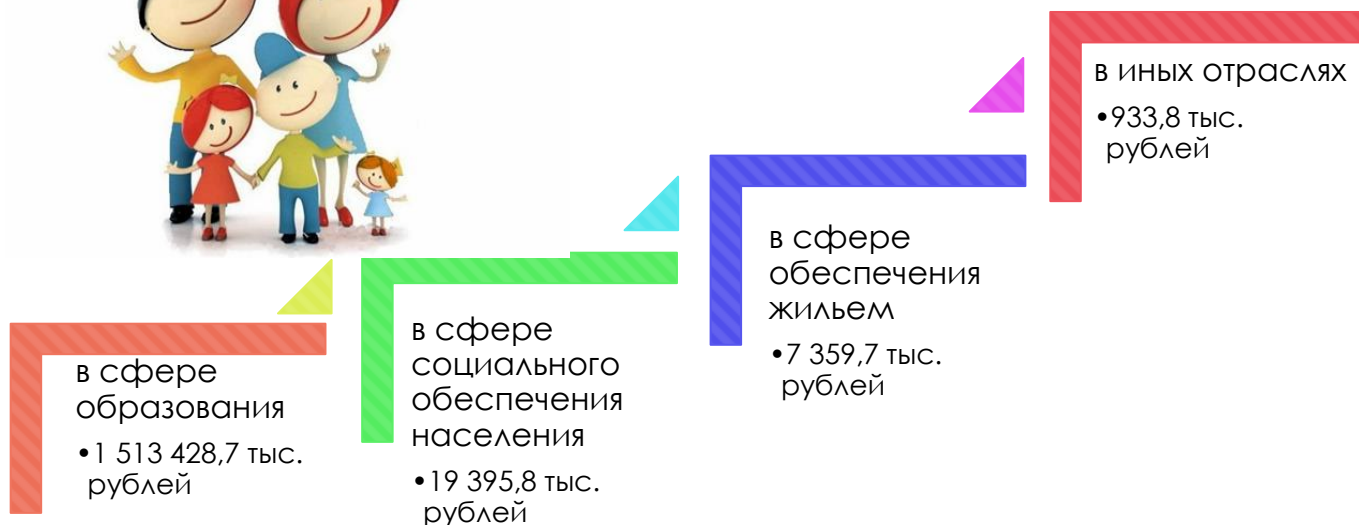 в сфере
образования
•1 513 428,7 тыс.
рублей
в сфере
социального
обеспечения
населения
•19 395,8 тыс.
рублей
в сфере
обеспечения
жильем
•7 359,7 тыс.
рублей
в иных отраслях
•933,8 тыс.
рублей